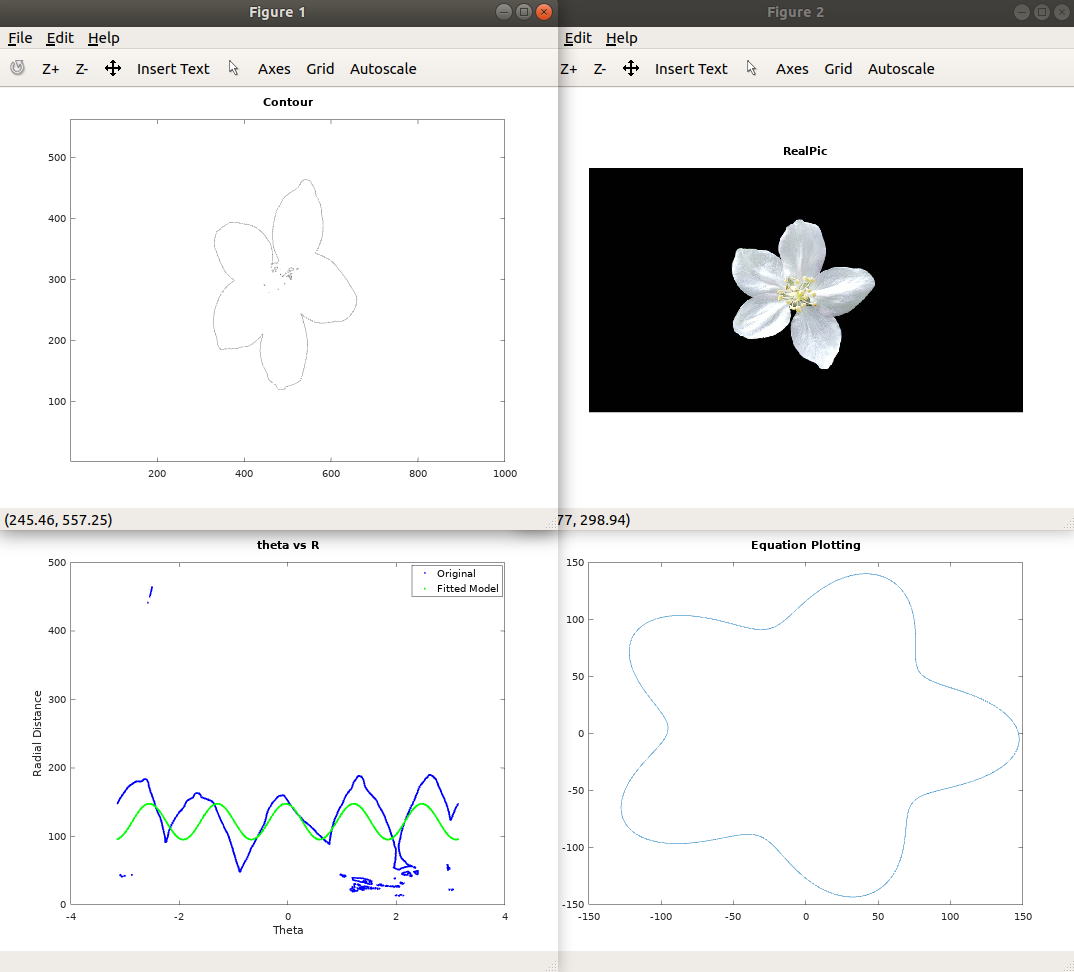 Figure 1
File Edit Help
Z+ Z- Insert Text Axes Grid Autoscale
Contour
500
400
300
200
100
200 400 600 800 1000
(245.46, 557.25)
Figure 2
Edit Help
Z+ Z- Insert Text Axes Grid Autoscale
RealPic
77, 298.94)
theta vs R
Original
Fitted Model
Radial Distance
500
400
300
200
100
0
-4 -2 0 2 4
Theta
Equation Plotting
150
100
50
0
-50
-100
-150
-150 -100 -50 0 50 100 150